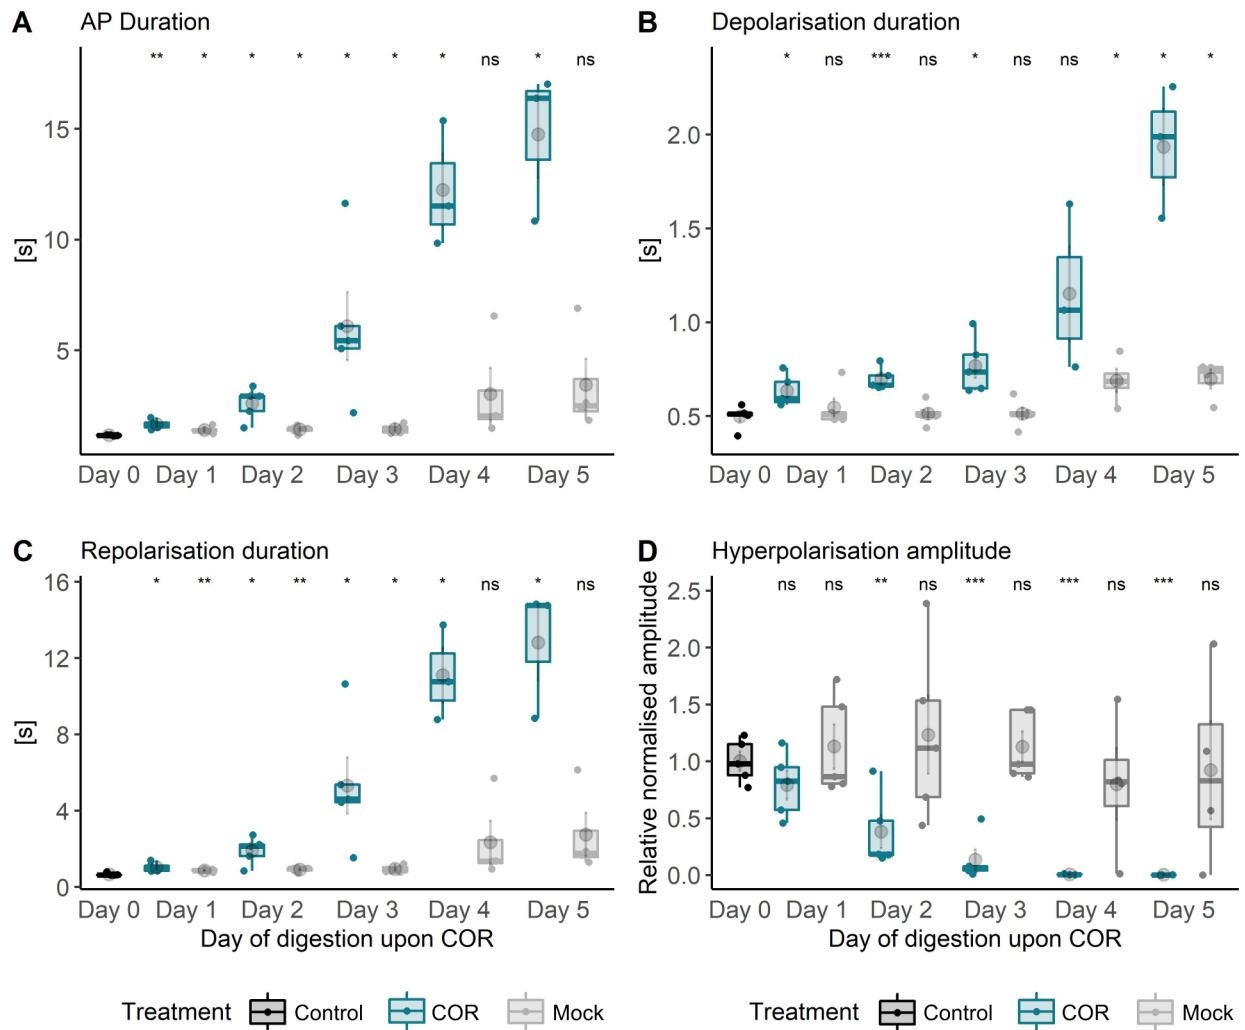 A AP Duration
** * * * * * * ns * ns
15
10
5
[s]
Day 0 Day 1 Day 2 Day 3 Day 4 Day 5
B Depolarisation duration
* ns *** ns * ns ns * * *
2.0
1.5
1.0
0.5
[s]
Day 0 Day 1 Day 2 Day 3 Day 4 Day 5
C Repolarisation duration
* ** * ** * * * ns * ns
16
12
8
4
0
[s]
Day 0 Day 1 Day 2 Day 3 Day 4 Day 5
Day of digestion upon COR
D Hyperpolarisation amplitude
ns ns ** ns *** ns *** ns *** ns
2.5
2.0
1.5
1.0
0.5
0.0
Relative normalised amplitude
Day 0 Day 1 Day 2 Day 3 Day 4 Day 5
Day of digestion upon COR
Treatment Control COR Mock
Treatment Control COR Mock